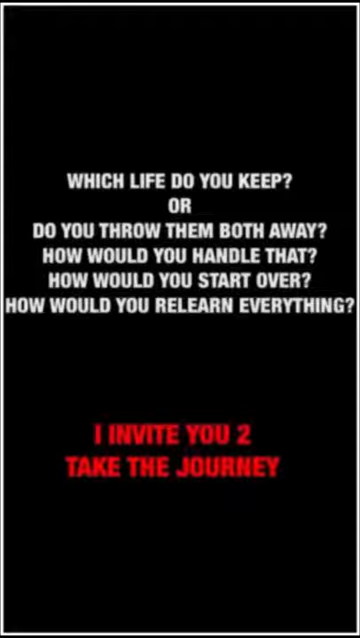 WHICH LIFE DO YOU KEEP?
OR
DO YOU THROW THEM BOTH AWAY?
HOW WOULD YOU HANDLE THAT?
HOW WOULD YOU START OVER?
HOW WOULD YOU RELEARN EVERYTHING?
I INVITE YOU 2
TAKE THE JOURNEY